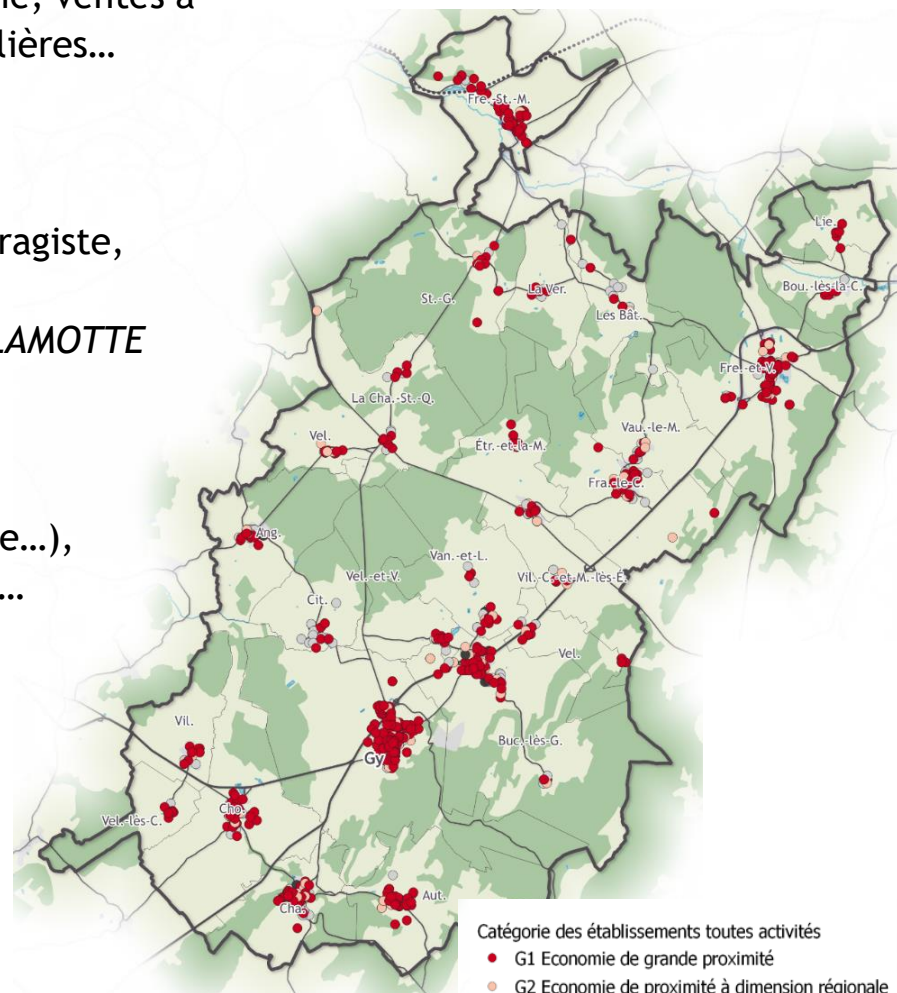 ie, ventes à
lières…
ragiste,
LAMOTTE
e…),
…
Fre.-St.-M.
Lie.
Bou.-lès-la-C.
St.-G.
La Ver.
Les Bât.
Fre.-et-V.
La Cha.-St.-Q.
Vel.
Étr.-et-la-M.
Vau.-le-M.
Fra.-le-C.
Ang.
Van.-et-L.
Vel.-et-V.
Vil.-C.-et-M.-lès-É.
Cit.
Vel.
Vil.
Buc.-lès-G.
Gy
Cho.
Vel.-lès-C.
Cha.
Aut.
Catégorie des établissements toutes activités
G1 Economie de grande proximité
G2 Economie de proximité à dimension régionale